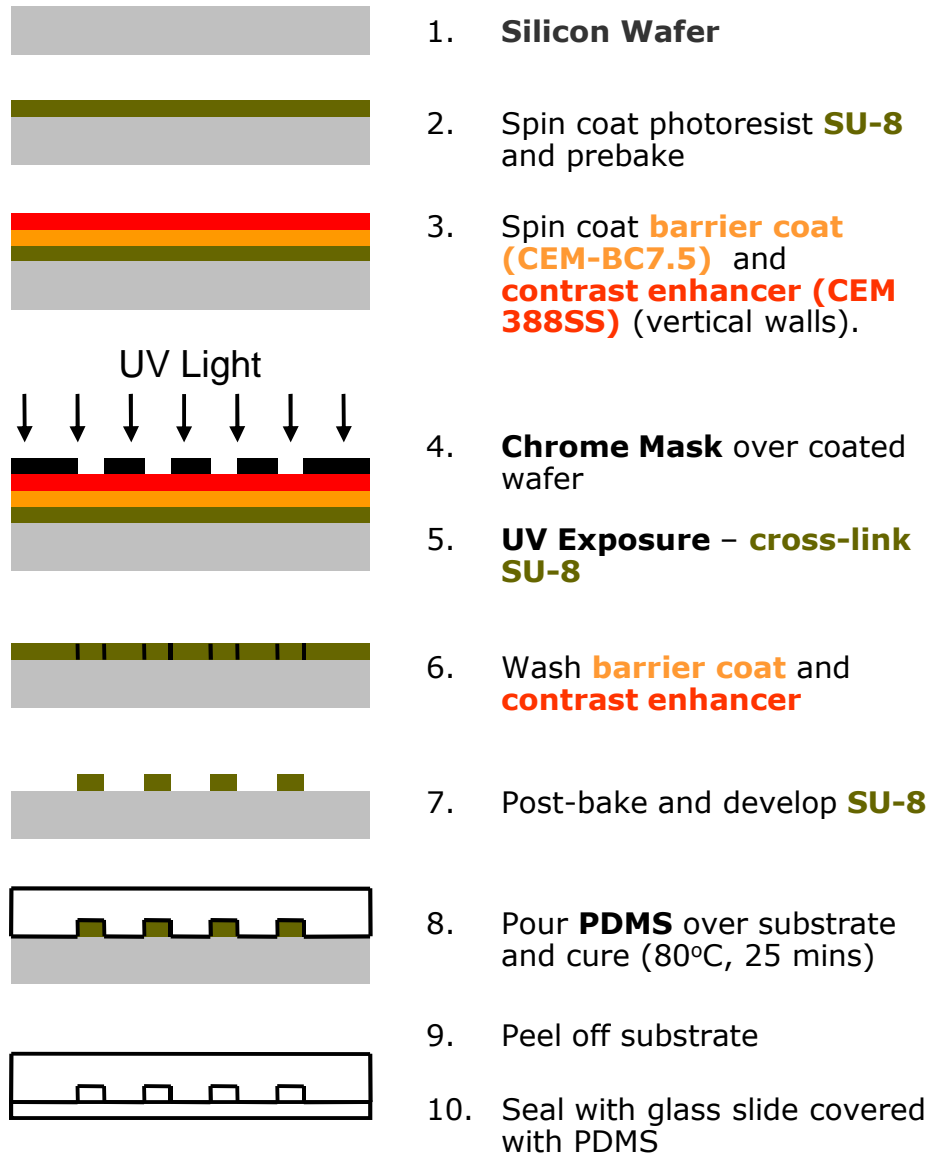 1. Silicon Wafer
2. Spin coat photoresist SU-8
and prebake
3. Spin coat barrier coat
(CEM-BC7.5) and
contrast enhancer (CEM
388SS) (vertical walls).
UV Light
4. Chrome Mask over coated
wafer
5. UV Exposure – cross-link
SU-8
6. Wash barrier coat and
contrast enhancer
7. Post-bake and develop SU-8
8. Pour PDMS over substrate
and cure (80oC, 25 mins)
9. Peel off substrate
10. Seal with glass slide covered
with PDMS